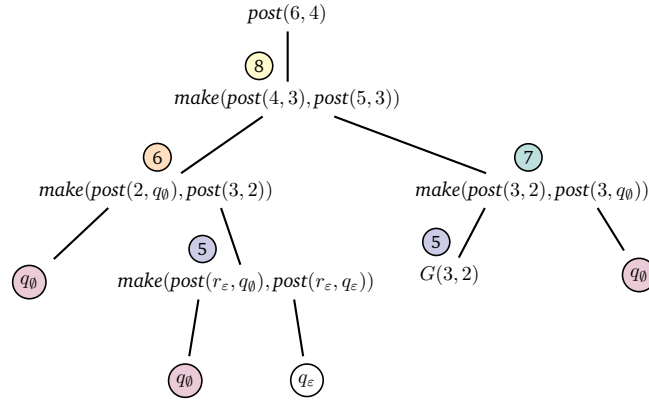 post(6, 4)
8
make(post(4, 3), post(5, 3))
6
7
make(post(2, q∅), post(3, 2))
make(post(3, 2), post(3, q∅))
5
5
q∅
make(post(rε, q∅), post(rε, qε))
G(3, 2)
q∅
q∅
qε